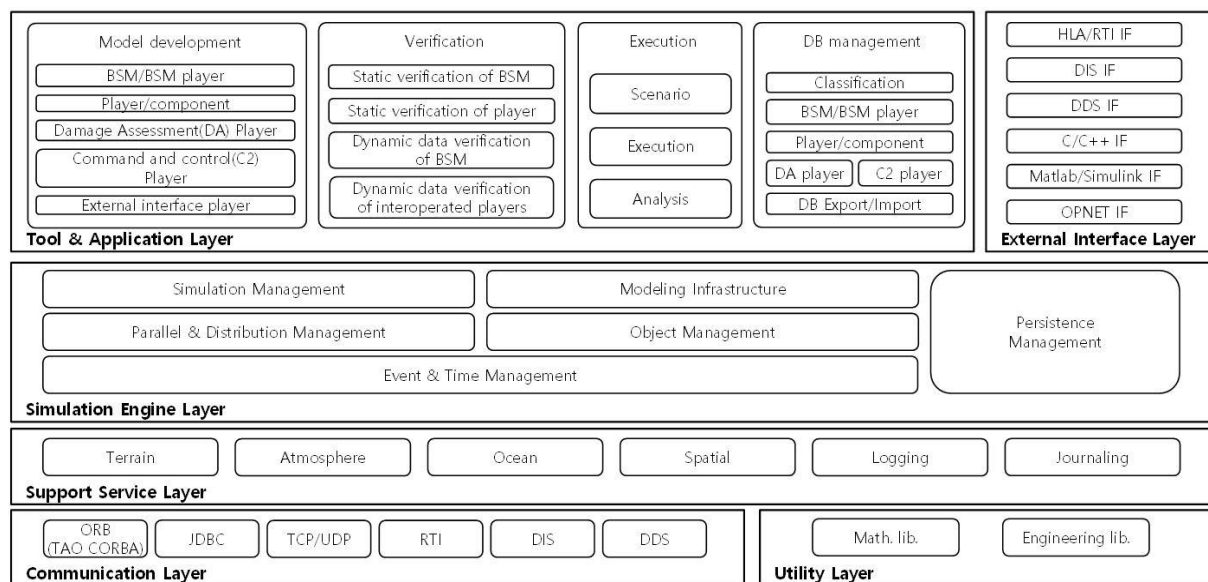 Model development
BSM/BSM player
Player/component
Damage Assessment(DA) Player
Command and control(C2)
Player
External interface player
Verification
Static verification of BSM
Static verification of player
Dynamic data verification
of BSM
Dynamic data verification
of interoperated players
Execution
Scenario
Execution
Analysis
DB management
Classification
BSM/BSM player
Player/component
DA player
C2 player
DB Export/Import
Tool & Application Layer
HLA/RTI IF
DIS IF
DDS IF
C/C++ IF
Matlab/Simulink IF
OPNET IF
External Interface Layer
Simulation Management
Modeling Infrastructure
Parallel & Distribution Management
Object Management
Event & Time Management
Persistence
Management
Simulation Engine Layer
Terrain
Atmosphere
Ocean
Spatial
Logging
Journaling
Support Service Layer
ORB
(TAO CORBA)
JDBC
TCP/UDP
RTI
DIS
DDS
Communication Layer
Math. lib.
Engineering lib.
Utility Layer